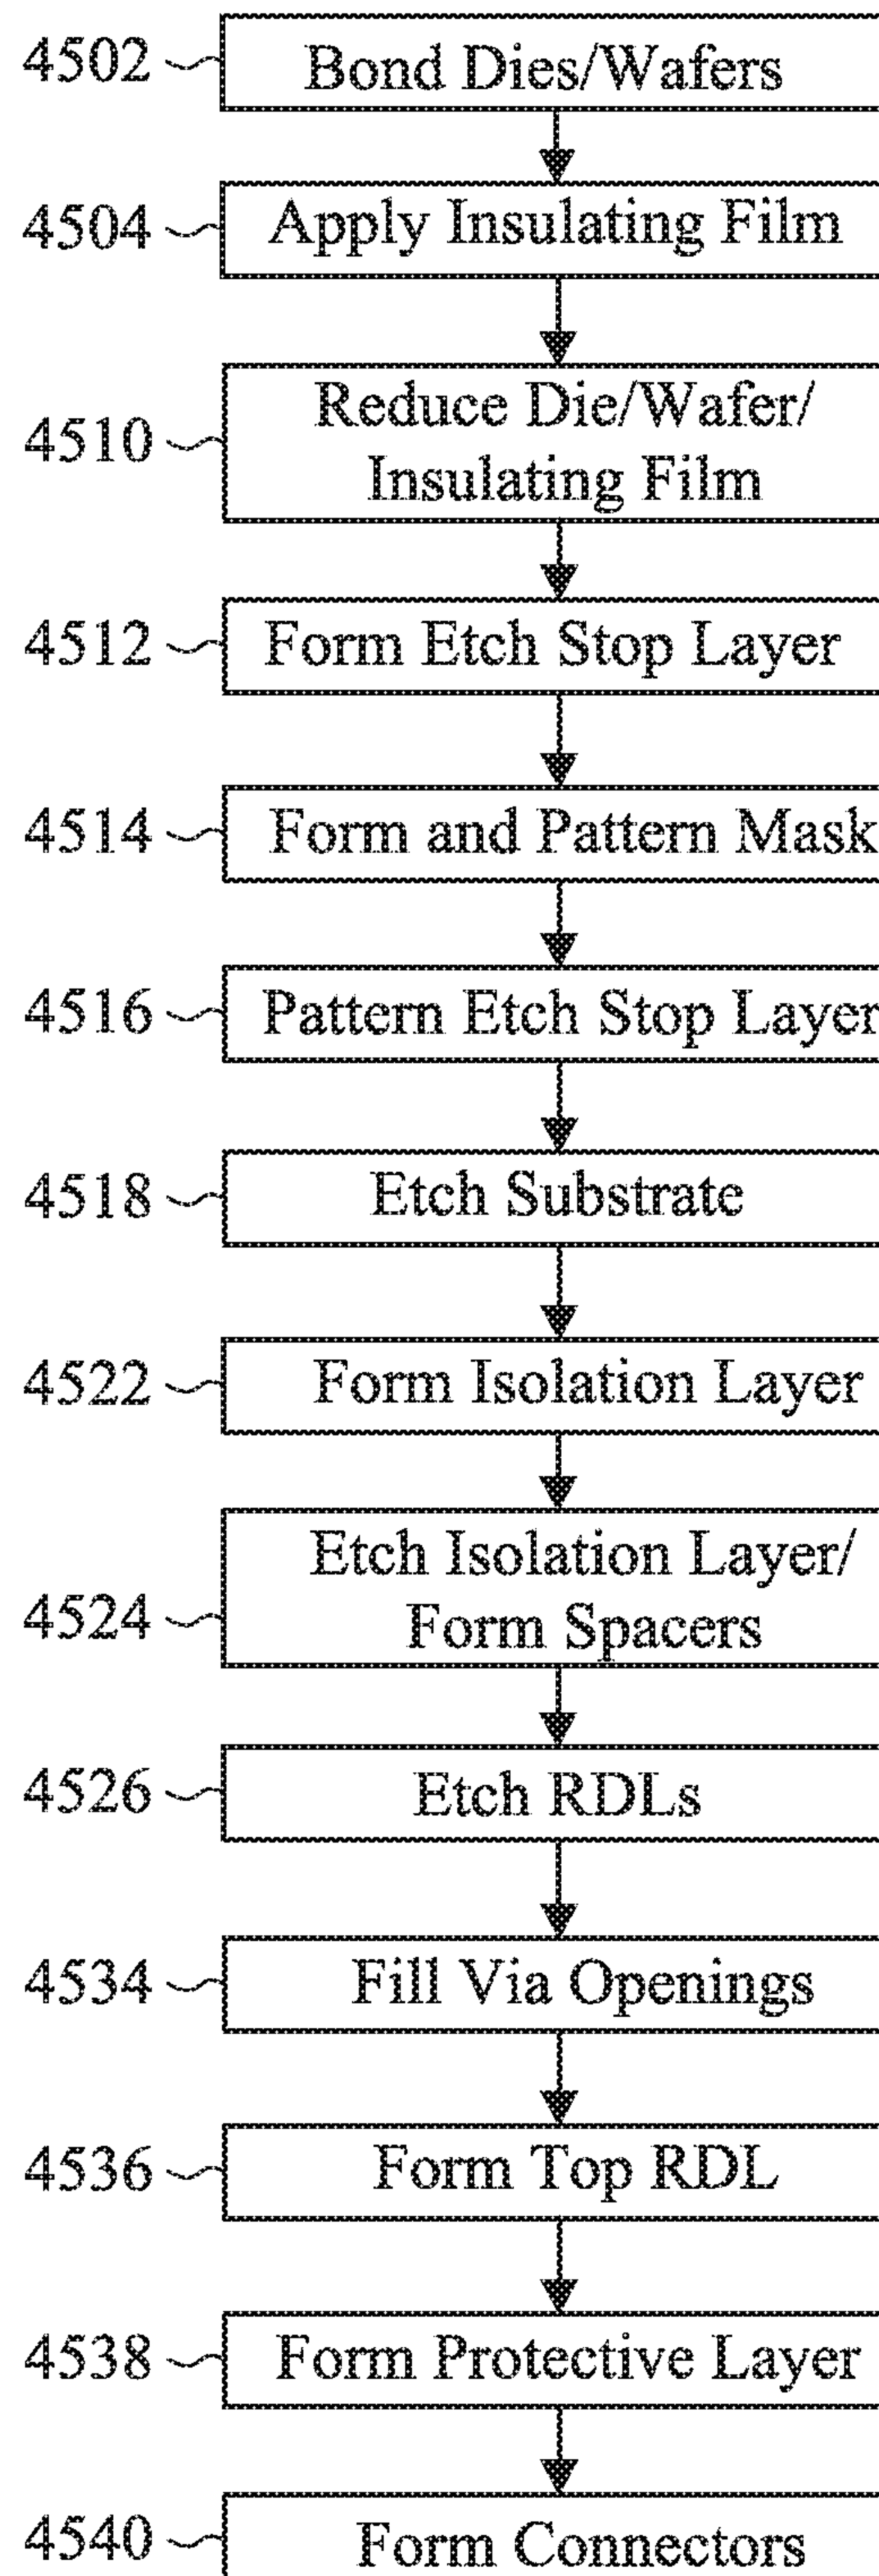 4502 Bond Dies/Wafers
4504 Apply Insulating Film
4510 Reduce Die/Wafer/
Insulating Film
4512 Form Etch Stop Layer
4514 Form and Pattern Mask
4516 Pattern Etch Stop Layer
4518 Etch Substrate
4522 Form Isolation Layer
Etch Isolation Layer/
4524 Form Spacers
4526 Etch RDLs
4534 Fill Via Openings
4536 Form Top RDL
4538 Form Protective Layer
4540 Form Connectors